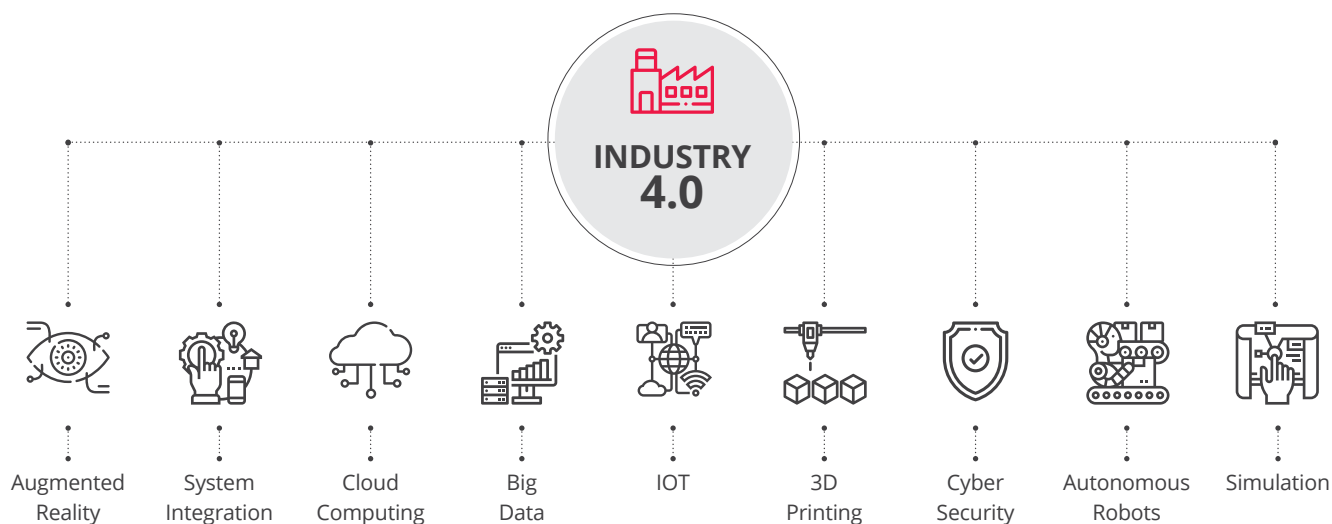 INDUSTRY
4.0
Augmented
Reality
System
Integration
Cloud
Computing
Big
Data
IOT
3D
Printing
Cyber
Security
Autonomous
Robots
Simulation